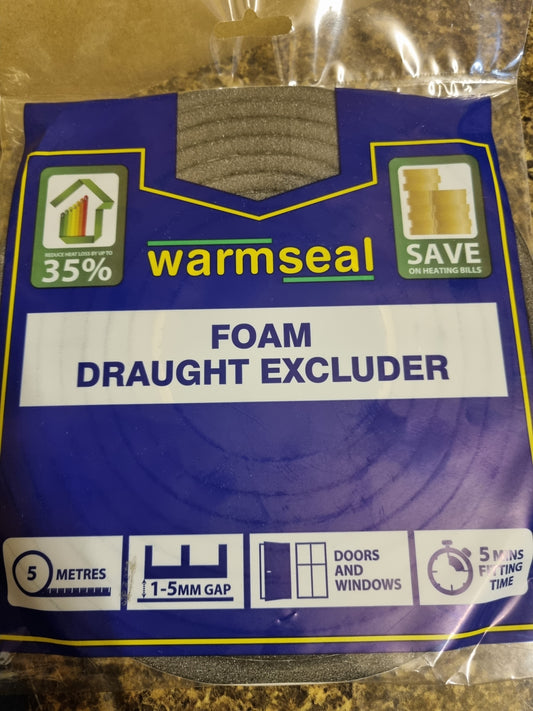 REDUCE HEAT LOSS BY UP TO
35%
warmseal
SAVE
ON HEATING BILLS
FOAM
DRAUGHT EXCLUDER
5 METRES
1-5MM GAP
DOORS
AND
WINDOWS
5 MINS
FITTING
TIME